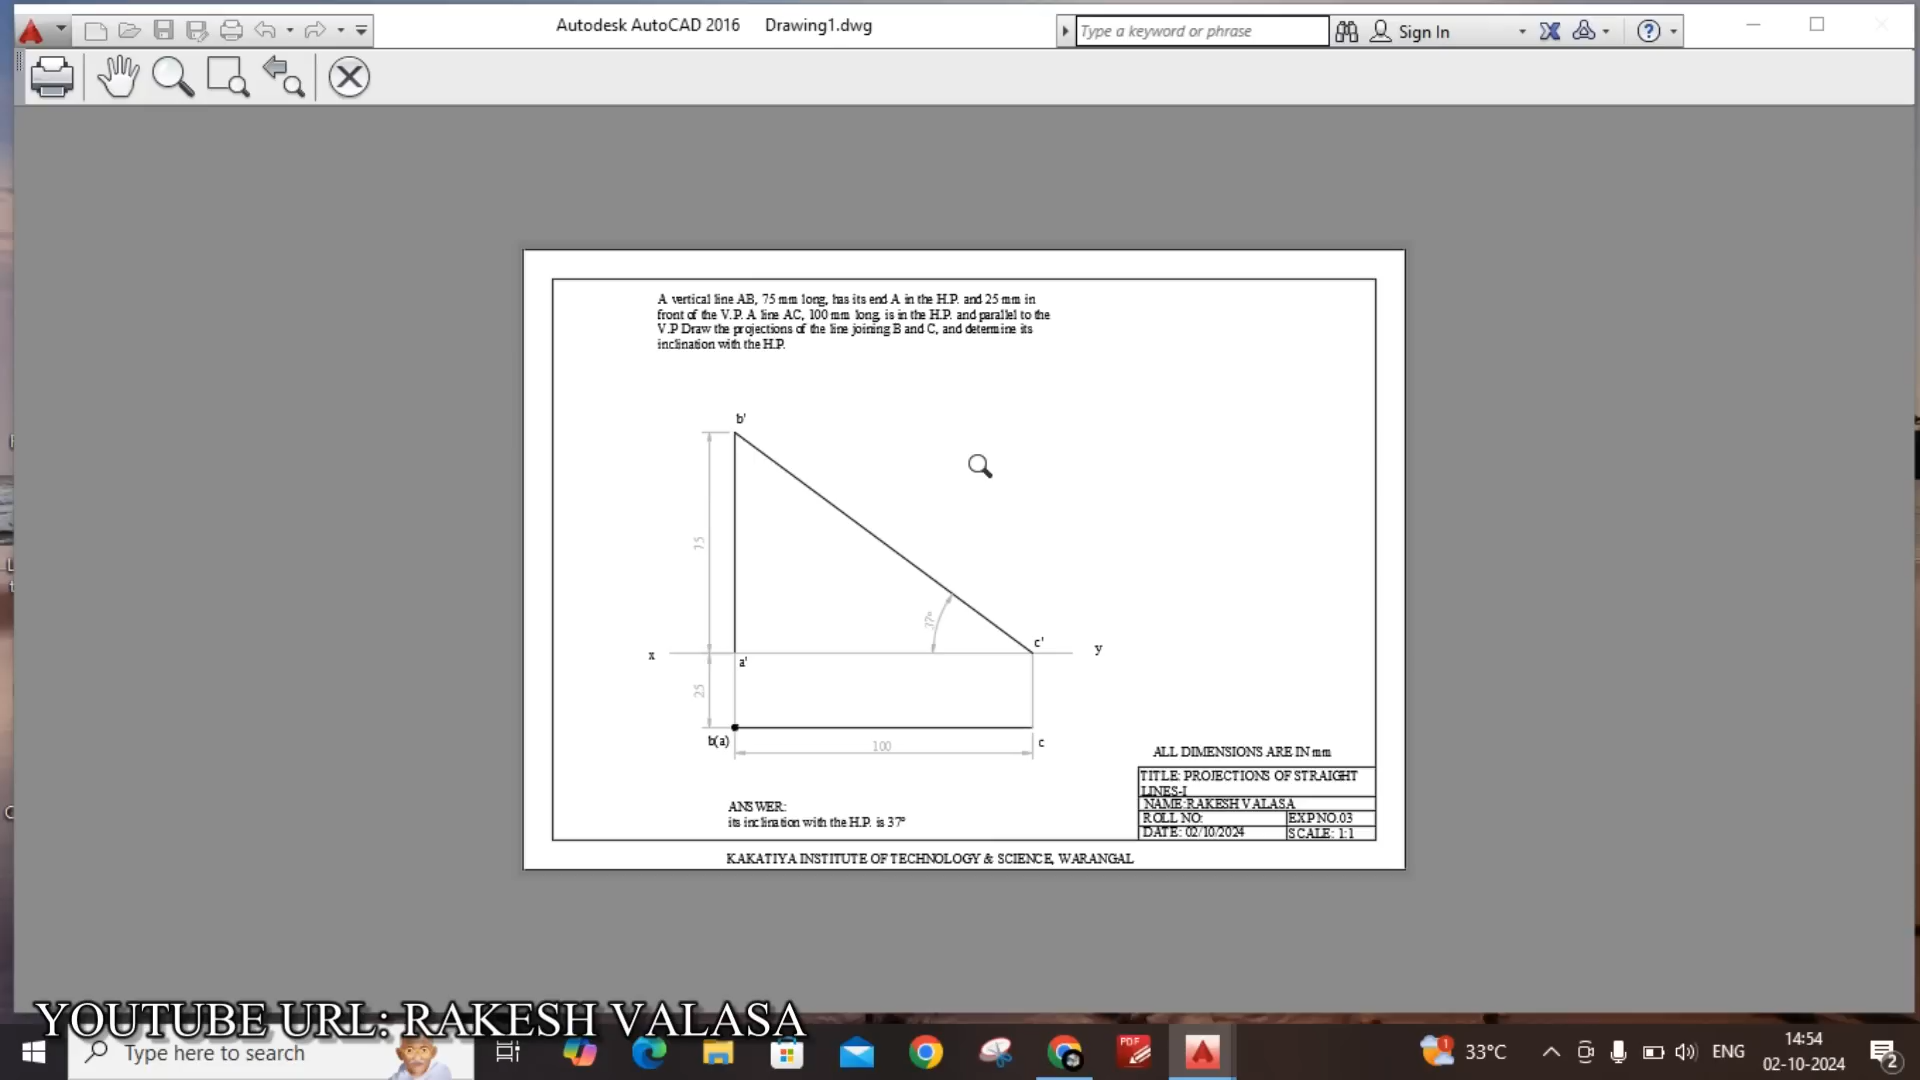 Autodesk AutoCAD 2016 Drawing1.dwg
Type a keyword or phrase
Sign In
A vertical line AB, 75 mm long, has its end A in the H.P. and 25 mm in
front of the V.P. A line AC, 100 mm long, is in the H.P. and parallel to the
V.P Draw the projections of the line joining B and C, and determine its
inclination with the H.P.
b'
75
37°
c'
x
y
a'
25
b(a)
100
c
ALL DIMENSIONS ARE IN mm
TITLE: PROJECTIONS OF STRAIGHT
LINES-I
NAME:RAKESH VALASA
ROLL NO:
EXP NO.03
DATE: 02/10/2024
SCALE: 1:1
ANSWER:
its inclination with the H.P. is 37°
KAKATIYA INSTITUTE OF TECHNOLOGY & SCIENCE, WARANGAL
YOUTUBE URL: RAKESH VALASA
Type here to search
PDF
1
33°C
ENG
14:54
02-10-2024
2